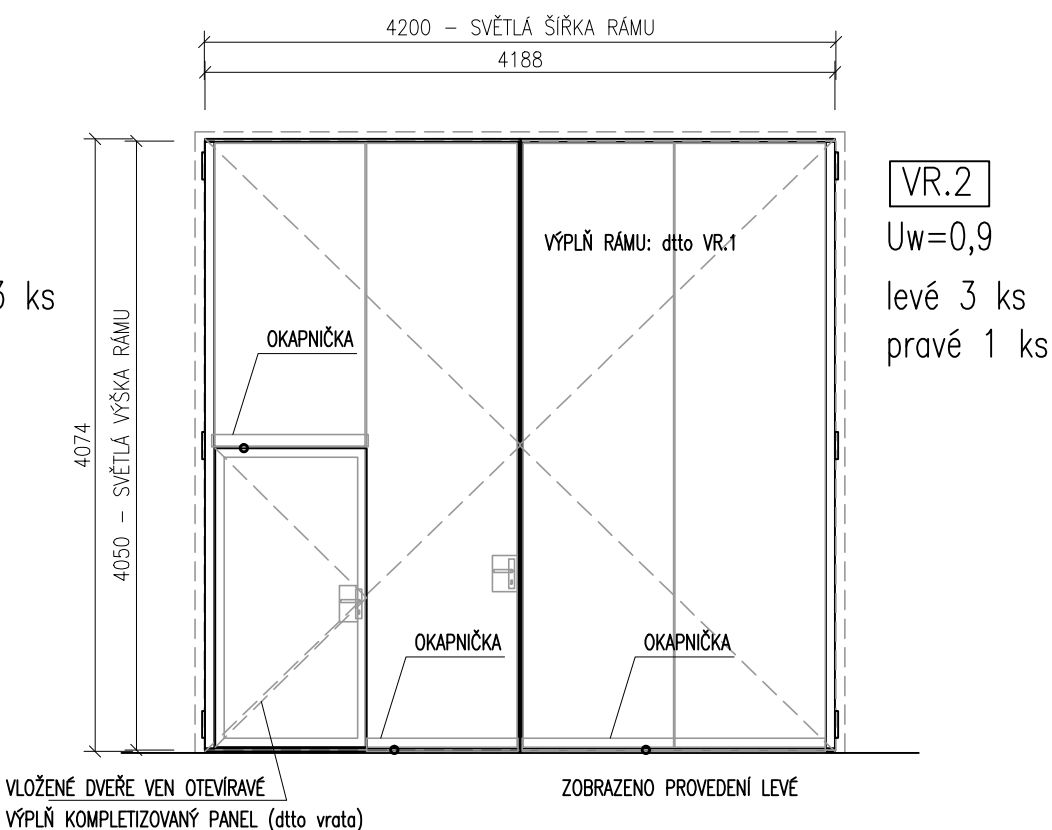 4200 – SVĚTLÁ ŠÍŘKA RÁMU
4188
VR.2
VÝPLŇ RÁMU: dtto VR.1
Uw=0,9
3 ks
levé 3 ks
OKAPNIČKA
pravé 1 ks
4074
4050 – SVĚTLÁ VÝŠKA RÁMU
OKAPNIČKA
OKAPNIČKA
VLOŽENÉ DVEŘE VEN OTEVÍRAVÉ
ZOBRAZENO PROVEDENÍ LEVÉ
VÝPLŇ KOMPLETIZOVANÝ PANEL (dtto vrata)